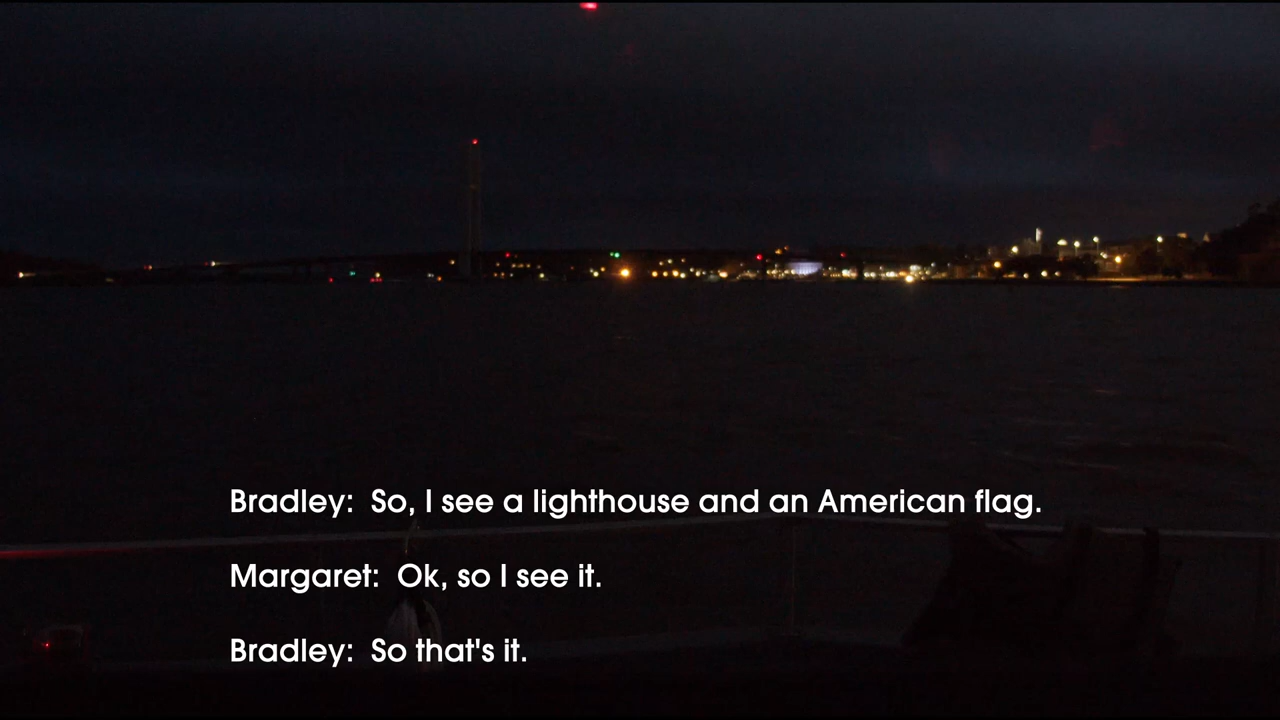 Bradley:  So, I see a lighthouse and an American flag.
Margaret:  Ok, so I see it.
Bradley:  So that's it.